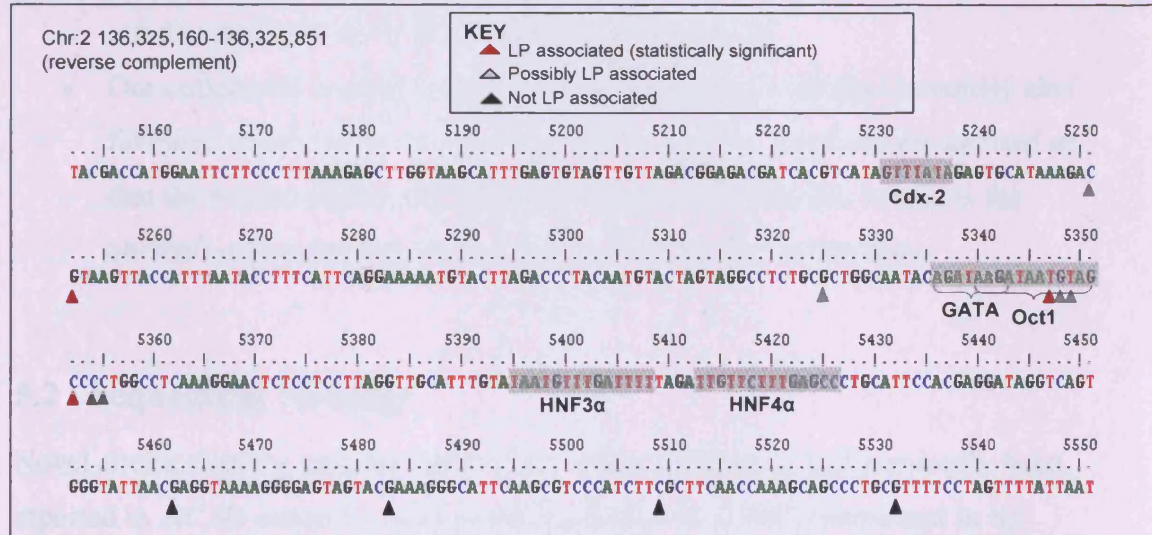 Chr:2 136,325,160-136,325,851
(reverse complement)
KEY
LP associated (statistically significant)
Possibly LP associated
Not LP associated
5160 5170 5180 5190 5200 5210 5220 5230 5240 5250
TACGACCATGGAATTCTTCCCTTTAAAGAGCTTGGTAAGCATTTGAGTGTAGTTGTTAGACGGAGACGATCACGTCATAGTTTATAGAGTGCATAAAGAC
Cdx-2
5260 5270 5280 5290 5300 5310 5320 5330 5340 5350
GTAAGTTACCATTTAATACCTTTCATTCAGGAAAAATGTACTTAGACCCTACAATGTACTAGTAGGCCTCTGCGCTGGCAATACAGATAAGATAATGTAG
GATA Oct1
5360 5370 5380 5390 5400 5410 5420 5430 5440 5450
CCCCTGGCCTCAAAGGAACTCTCCTCCTTAGGTTGCATTTGTATAATGTTTGATTTTTAGATTGTTCTTTGAGCCCTGCATTCCACGAGGATAGGTCAGT
HNF3α HNF4α
5460 5470 5480 5490 5500 5510 5520 5530 5540 5550
GGGTATTAACGAGGTAAAAGGGGAGTAGTACGAAAGGGCATTCAAGCGTCCCATCTTCGCTTCAACCAAAGCAGCCCTGCGTTTTCCTAGTTTTATTAAT